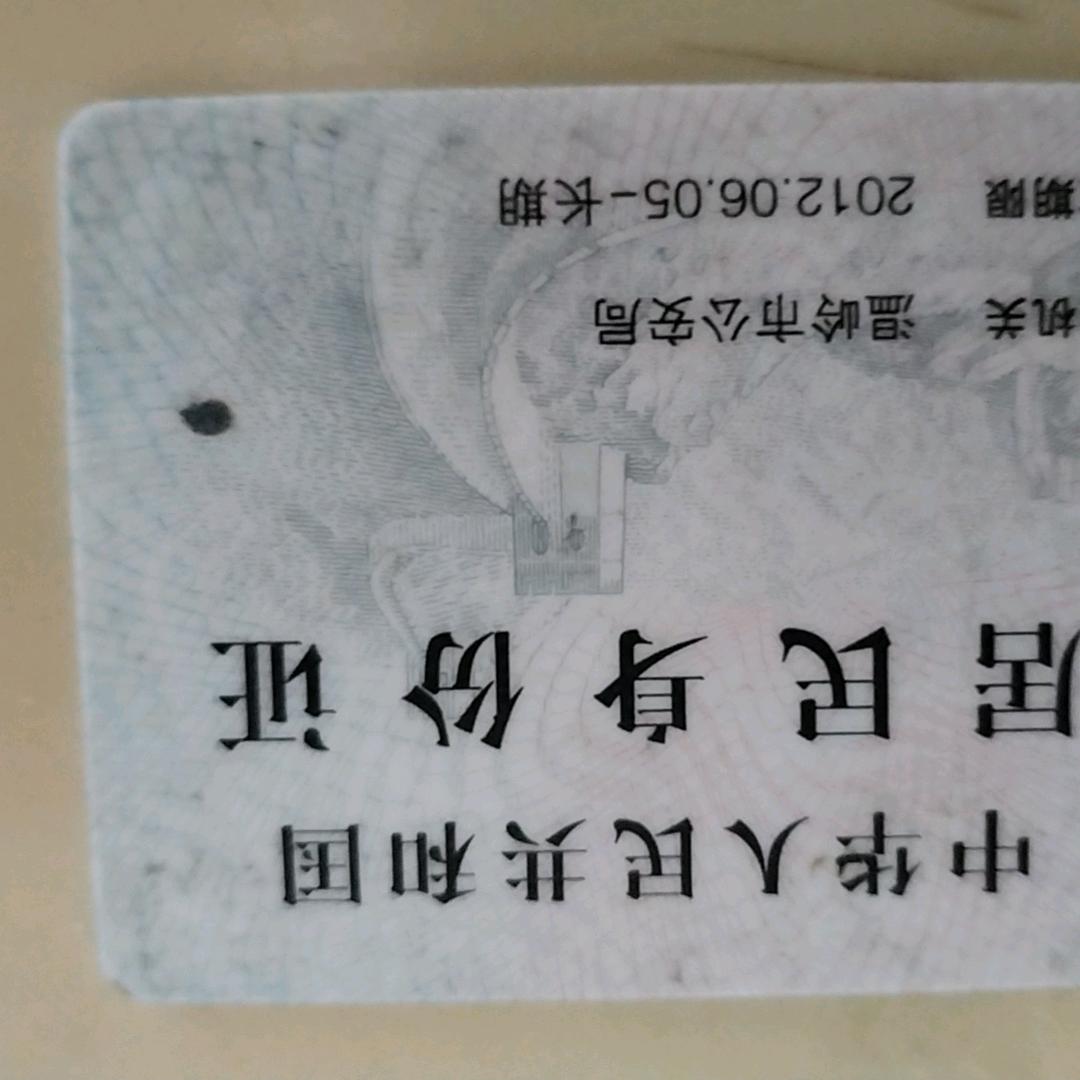 中华人民共和国
居民身份证
机关 温岭市公安局
期限 2012.06.05-长期